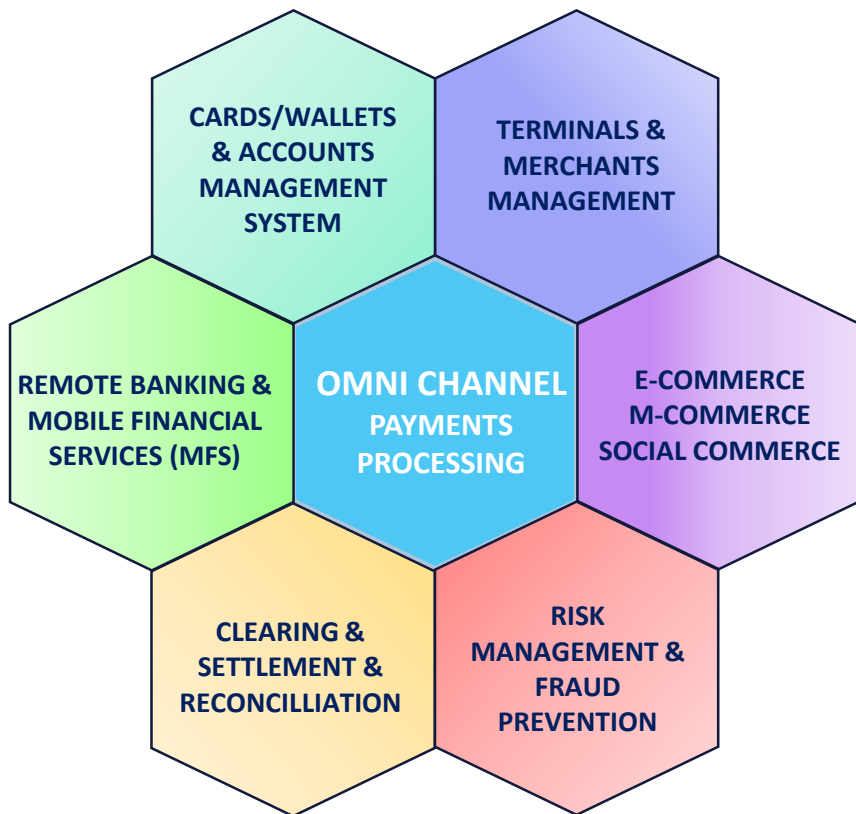 CARDS/WALLETS
& ACCOUNTS
MANAGEMENT
SYSTEM
TERMINALS &
MERCHANTS
MANAGEMENT
REMOTE BANKING &
MOBILE FINANCIAL
SERVICES (MFS)
OMNI CHANNEL
PAYMENTS
PROCESSING
E-COMMERCE
M-COMMERCE
SOCIAL COMMERCE
CLEARING &
SETTLEMENT &
RECONCILLIATION
RISK
MANAGEMENT &
FRAUD
PREVENTION